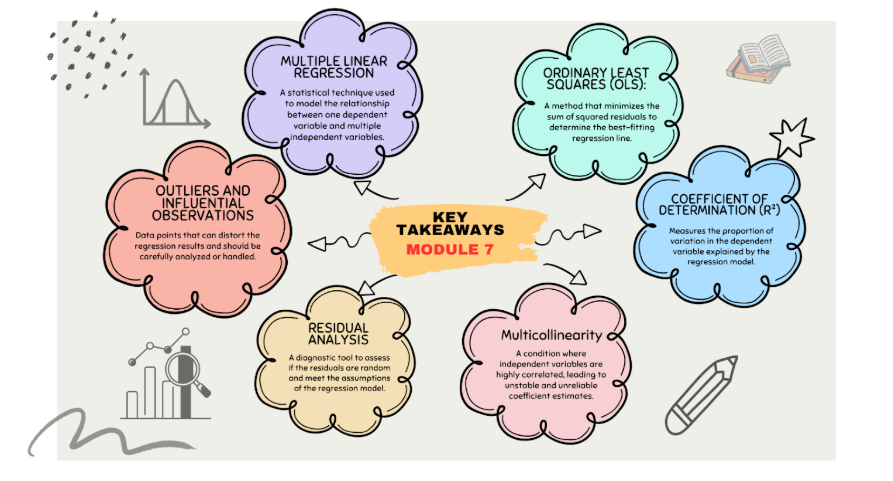 MULTIPLE LINEAR
REGRESSION
A statistical technique used
to model the relationship
between one dependent
variable and multiple
independent variables.
ORDINARY LEAST
SQUARES (OLS):
A method that minimizes the
sum of squared residuals to
determine the best-fitting
regression line.
OUTLIERS AND
INFLUENTIAL
OBSERVATIONS
Data points that can distort the
regression results and should be
carefully analyzed or handled.
KEY
TAKEAWAYS
MODULE 7
COEFFICIENT OF
DETERMINATION (R²)
Measures the proportion of
variation in the dependent
variable explained by the
regression model.
RESIDUAL
ANALYSIS
A diagnostic tool to assess
if the residuals are random
and meet the assumptions
of the regression model.
Multicollinearity
A condition where
independent variables are
highly correlated, leading to
unstable and unreliable
coefficient estimates.